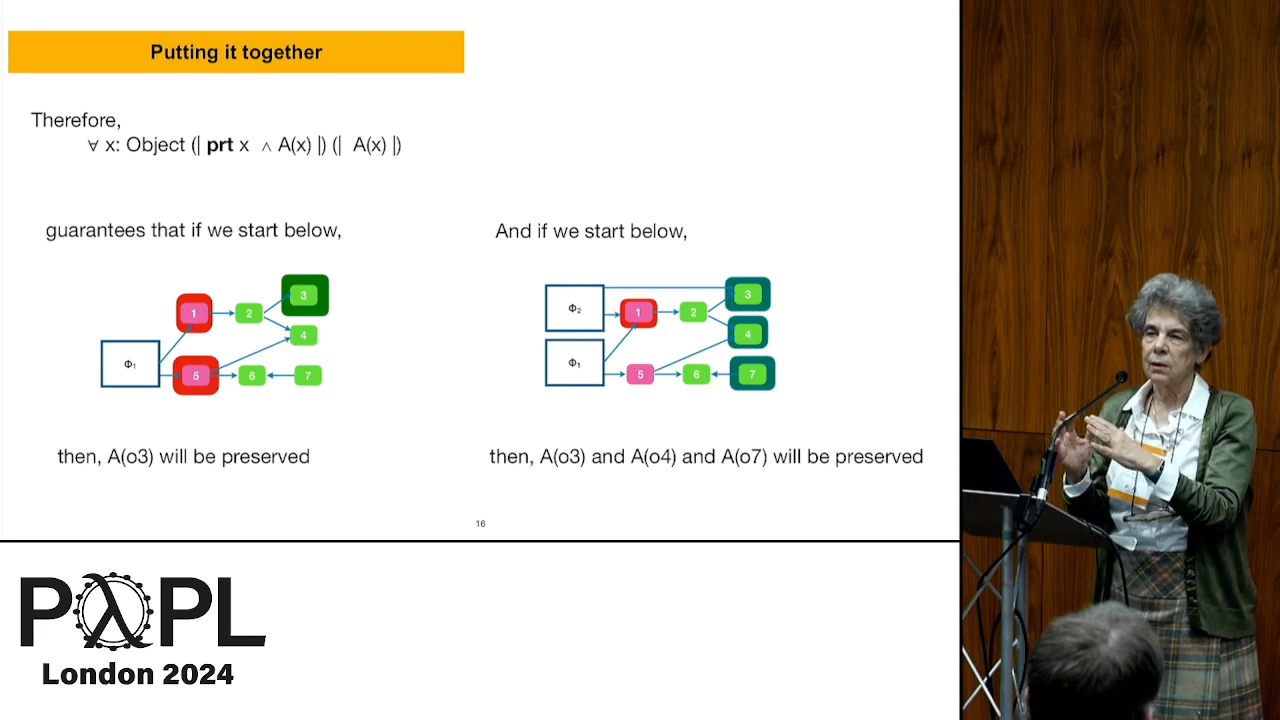 Putting it together
Therefore,
∀ x: Object (| prt x ∧ A(x) |) (| A(x) |)
guarantees that if we start below,
And if we start below,
1
2
3
4
Φ₁
5
6
7
Φ₂
1
2
3
4
Φ₁
5
6
7
then, A(o3) will be preserved
then, A(o3) and A(o4) and A(o7) will be preserved
16
PλPL
London 2024